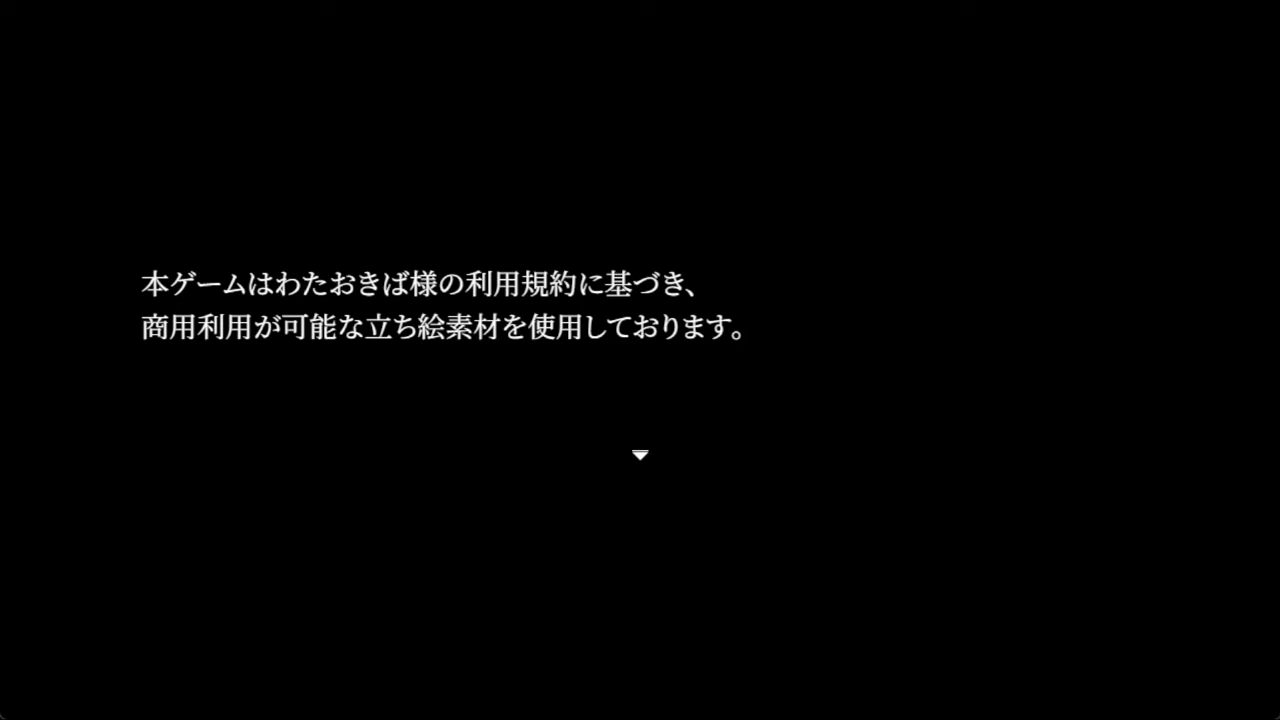 本ゲームはわたおきば様の利用規約に基づき、
商用利用が可能な立ち絵素材を使用しております。